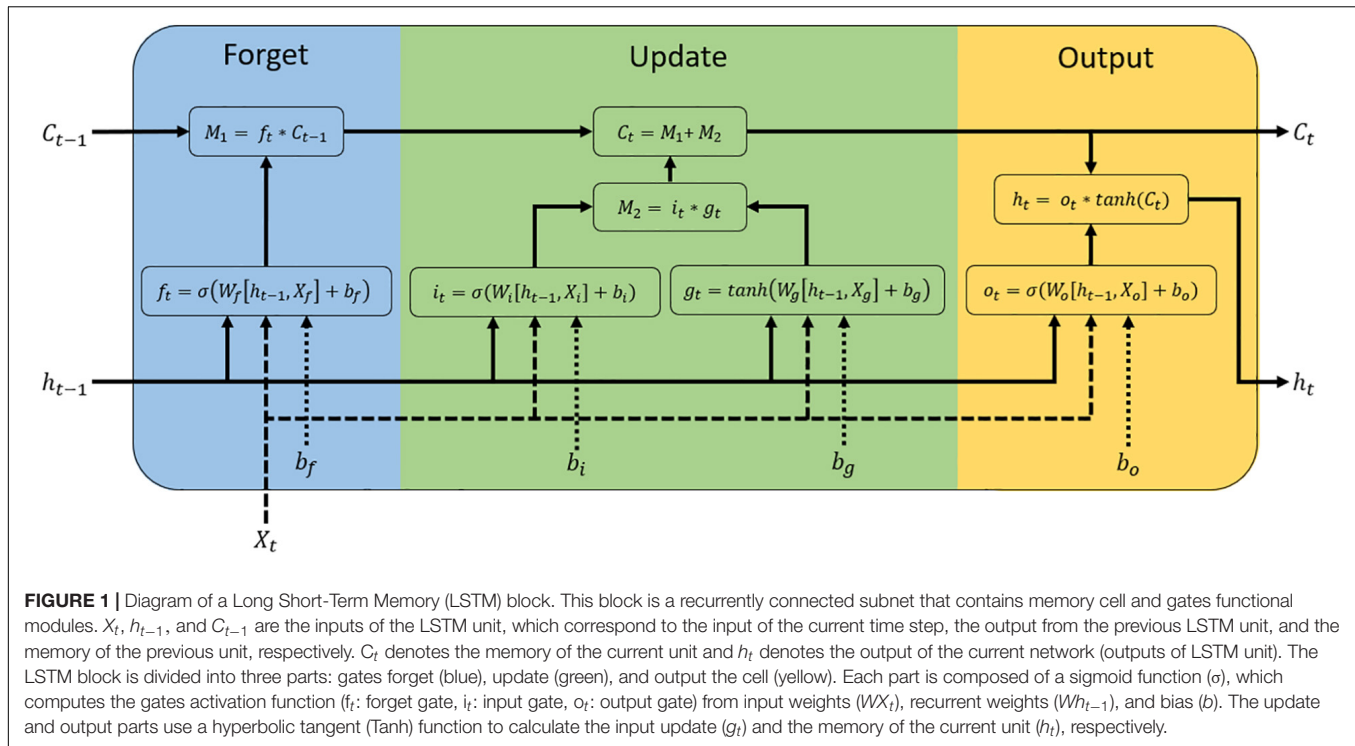 Forget
Update
Output
C_{t−1}
M_1 = f_t * C_{t−1}
C_t = M_1 + M_2
C_t
M_2 = i_t * g_t
h_t = o_t * tanh(C_t)
f_t = σ(W_f[h_{t−1}, X_f] + b_f)
i_t = σ(W_i[h_{t−1}, X_i] + b_i)
g_t = tanh(W_g[h_{t−1}, X_g] + b_g)
o_t = σ(W_o[h_{t−1}, X_o] + b_o)
h_{t−1}
h_t
b_f
b_i
b_g
b_o
X_t
FIGURE 1 | Diagram of a Long Short-Term Memory (LSTM) block. This block is a recurrently connected subnet that contains memory cell and gates functional
modules. X_t, h_{t−1}, and C_{t−1} are the inputs of the LSTM unit, which correspond to the input of the current time step, the output from the previous LSTM unit, and the
memory of the previous unit, respectively. C_t denotes the memory of the current unit and h_t denotes the output of the current network (outputs of LSTM unit). The
LSTM block is divided into three parts: gates forget (blue), update (green), and output the cell (yellow). Each part is composed of a sigmoid function (σ), which
computes the gates activation function (f_t: forget gate, i_t: input gate, o_t: output gate) from input weights (WX_t), recurrent weights (Wh_{t−1}), and bias (b). The update
and output parts use a hyperbolic tangent (Tanh) function to calculate the input update (g_t) and the memory of the current unit (h_t), respectively.